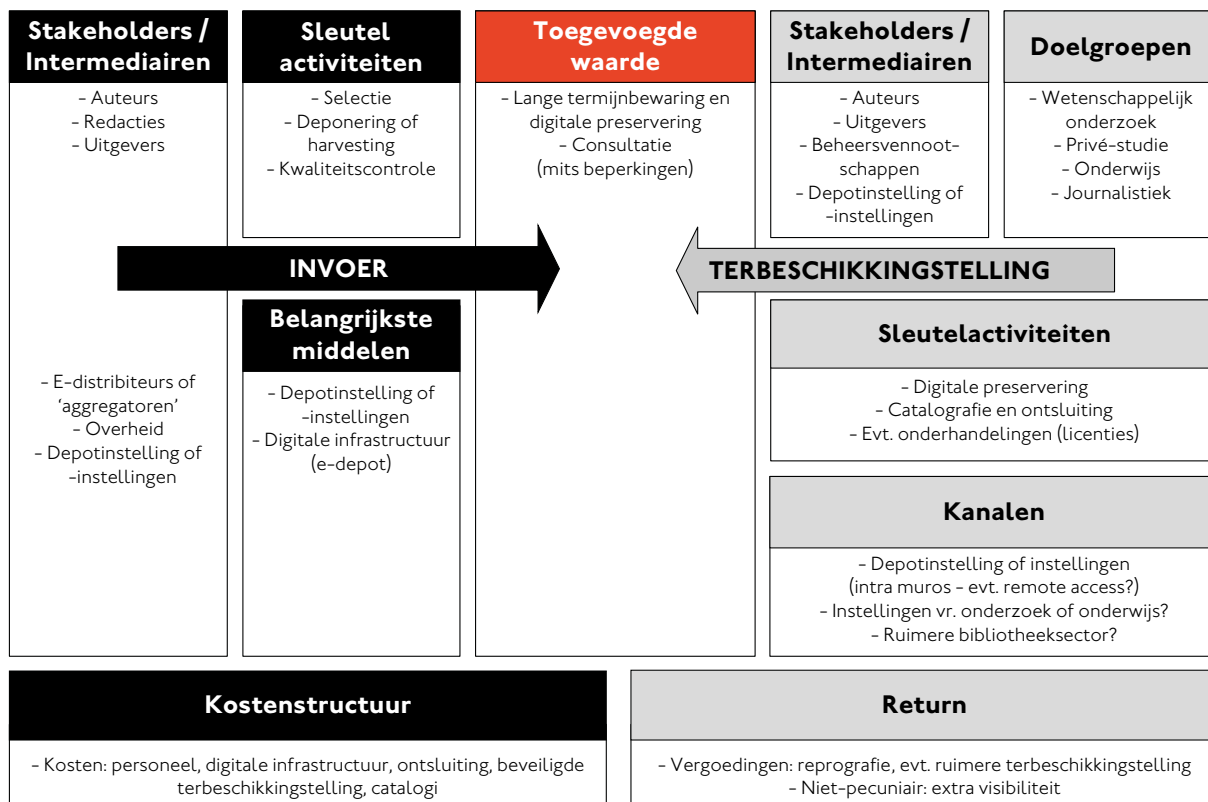 Stakeholders /
Intermediairen
- Auteurs
- Redacties
- Uitgevers
- E-distribiteurs of
‘aggregatoren’
- Overheid
- Depotinstelling of
-instellingen
Sleutel
activiteiten
- Selectie
- Deponering of
harvesting
- Kwaliteitscontrole
INVOER
Belangrijkste
middelen
- Depotinstelling of
-instellingen
- Digitale infrastructuur
(e-depot)
Toegevoegde
waarde
- Lange termijnbewaring en
digitale preservering
- Consultatie
(mits beperkingen)
Stakeholders /
Intermediairen
- Auteurs
- Uitgevers
- Beheersvennoot-
schappen
- Depotinstelling of
-instellingen
Doelgroepen
- Wetenschappelijk
onderzoek
- Privé-studie
- Onderwijs
- Journalistiek
TERBESCHIKKINGSTELLING
Sleutelactiviteiten
- Digitale preservering
- Catalografie en ontsluiting
- Evt. onderhandelingen (licenties)
Kanalen
- Depotinstelling of instellingen
(intra muros - evt. remote access?)
- Instellingen vr. onderzoek of onderwijs?
- Ruimere bibliotheeksector?
Kostenstructuur
- Kosten: personeel, digitale infrastructuur, ontsluiting, beveiligde
terbeschikkingstelling, catalogi
Return
- Vergoedingen: reprografie, evt. ruimere terbeschikkingstelling
- Niet-pecuniair: extra visibiliteit